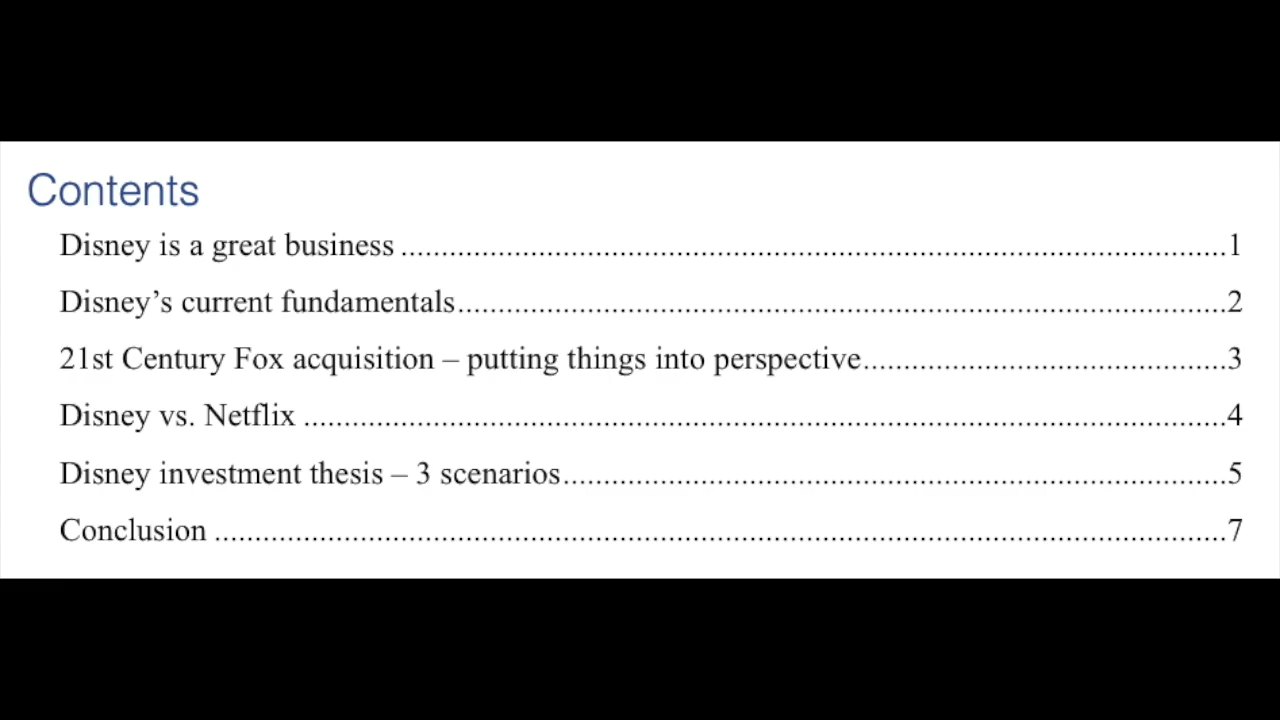 Contents
Disney is a great business ........................................................................................................1
Disney’s current fundamentals.................................................................................................2
21st Century Fox acquisition – putting things into perspective..............................................3
Disney vs. Netflix ....................................................................................................................4
Disney investment thesis – 3 scenarios...................................................................................5
Conclusion ...............................................................................................................................7